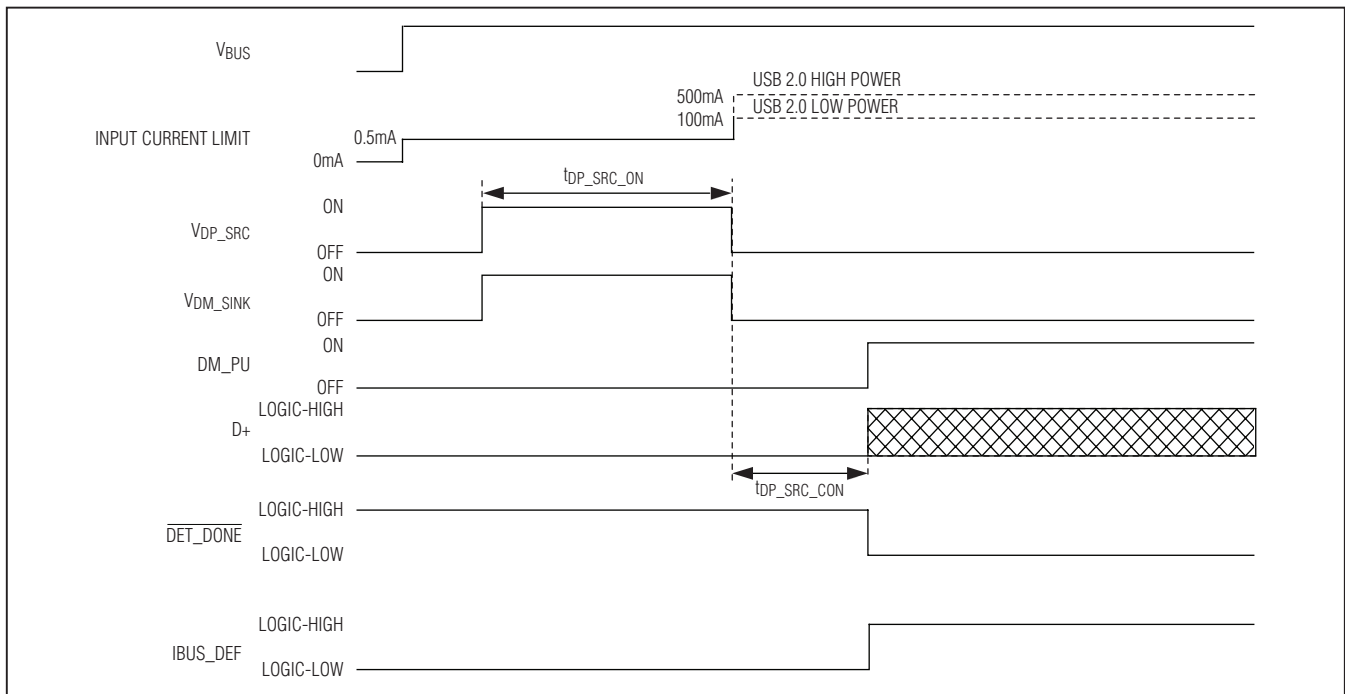 VBUS
USB 2.0 HIGH POWER
500mA
USB 2.0 LOW POWER
100mA
INPUT CURRENT LIMIT
0.5mA
0mA
tDP_SRC_ON
ON
VDP_SRC
OFF
ON
VDM_SINK
OFF
ON
DM_PU
OFF
LOGIC-HIGH
D+
LOGIC-LOW
tDP_SRC_CON
LOGIC-HIGH
DET_DONE
LOGIC-LOW
LOGIC-HIGH
IBUS_DEF
LOGIC-LOW